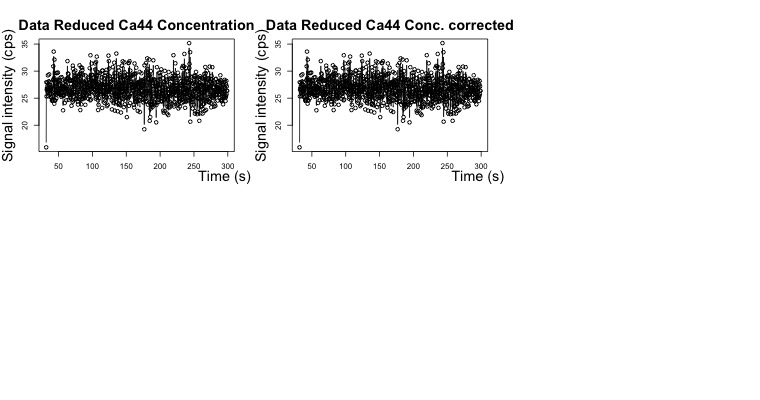 Data Reduced Ca44 Concentration
Signal intensity (cps)
35
30
25
20
50 100 150 200 250 300
Time (s)
Data Reduced Ca44 Conc. corrected
Signal intensity (cps)
35
30
25
20
50 100 150 200 250 300
Time (s)